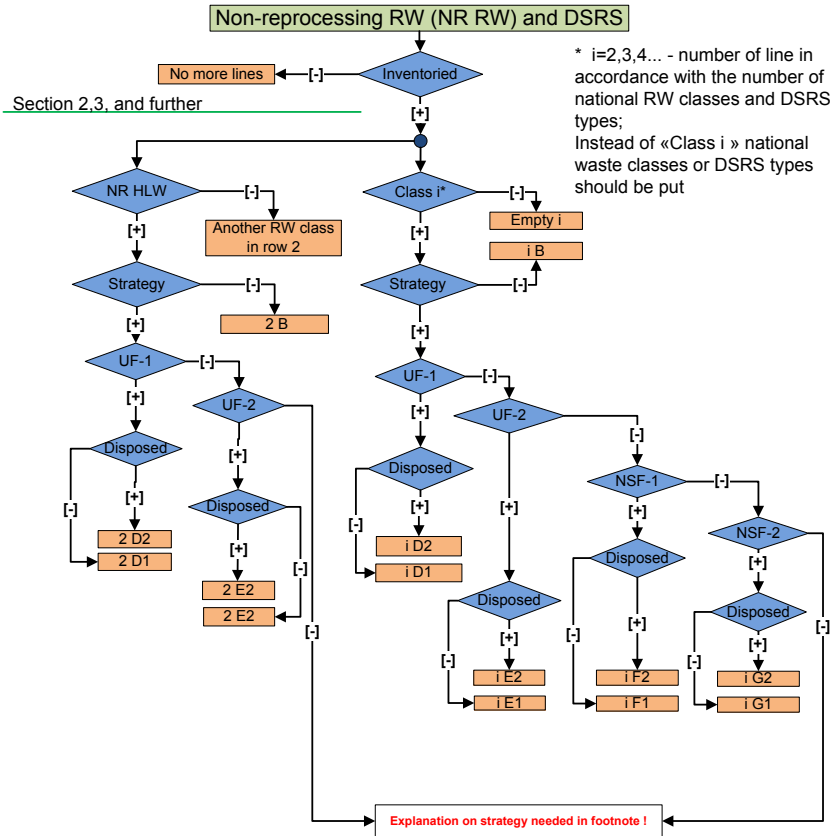 Non-reprocessing RW (NR RW) and DSRS
* i=2,3,4... - number of line in
accordance with the number of
national RW classes and DSRS
types;
Instead of «Class i » national
waste classes or DSRS types
should be put
No more lines
[-]
Inventoried
Section 2,3, and further
[+]
NR HLW
[-]
Class i*
[-]
Another RW class
in row 2
Empty i
[+]
[+]
i B
Strategy
[-]
Strategy
[-]
2 B
[+]
[+]
UF-1
[-]
UF-1
[-]
[+]
UF-2
[+]
UF-2
[-]
Disposed
[+]
Disposed
NSF-1
[-]
[-]
[+]
Disposed
[-]
[+]
[+]
[+]
NSF-2
2 D2
[-]
i D2
Disposed
[+]
2 D1
[+]
i D1
2 E2
Disposed
Disposed
2 E2
[-]
[+]
[+]
[+]
[-]
[-]
[-]
[-]
i E2
i F2
i G2
i E1
i F1
i G1
Explanation on strategy needed in footnote !